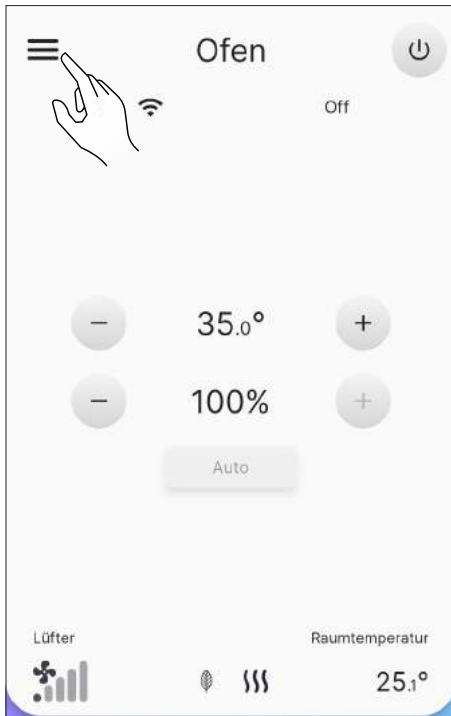 Ofen
Off
− 35.0° +
− 100% +
Auto
Lüfter Raumtemperatur
25.1°